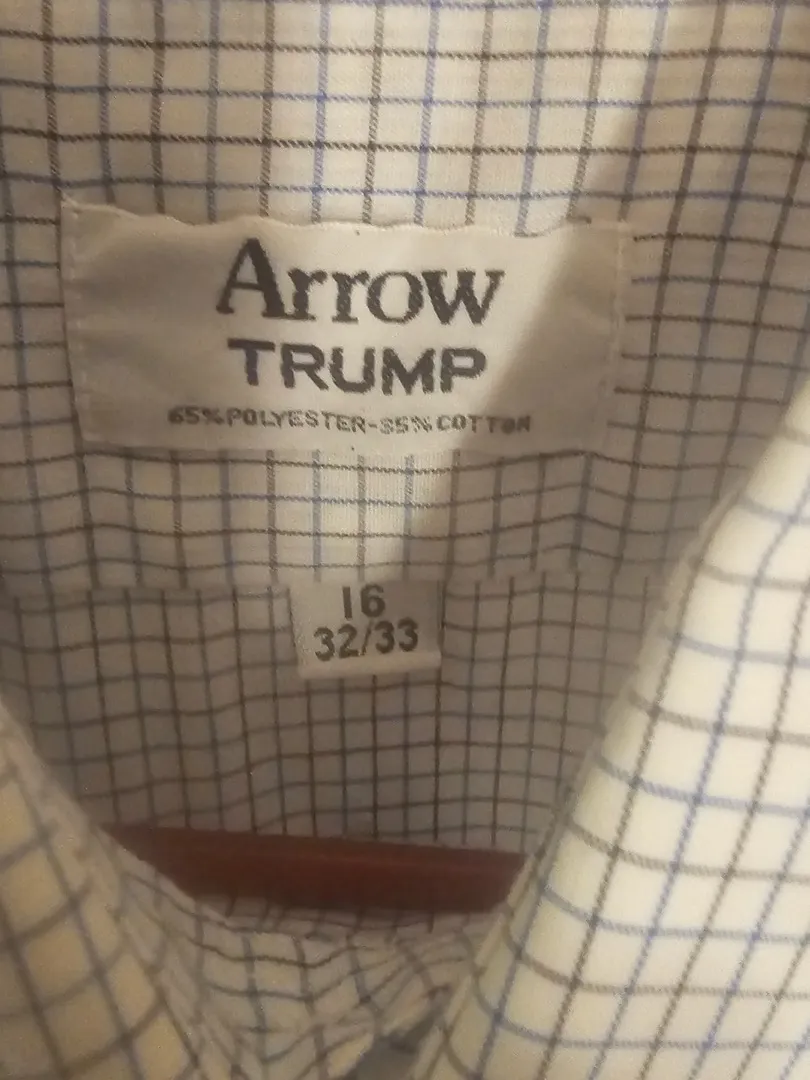 Arrow
TRUMP
65% POLYESTER-35% COTTON
16
32/33